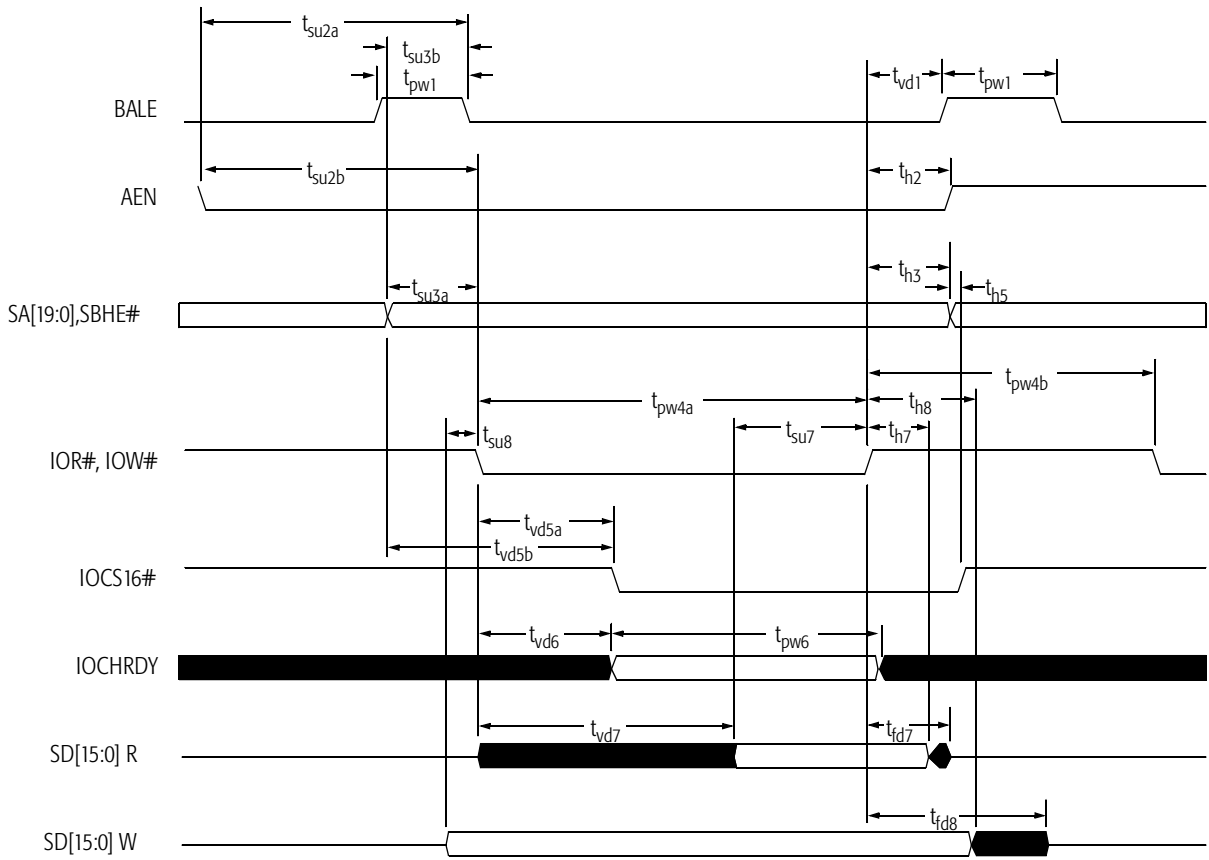 tsu2a
tsu3b
tpw1
tvd1
tpw1
BALE
tsu2b
th2
AEN
th3
tsu3a
th5
SA[19:0],SBHE#
tpw4b
tpw4a
th8
tsu8
tsu7
th7
IOR#, IOW#
tvd5a
tvd5b
IOCS16#
tvd6
tpw6
IOCHRDY
tvd7
tfd7
SD[15:0] R
tfd8
SD[15:0] W